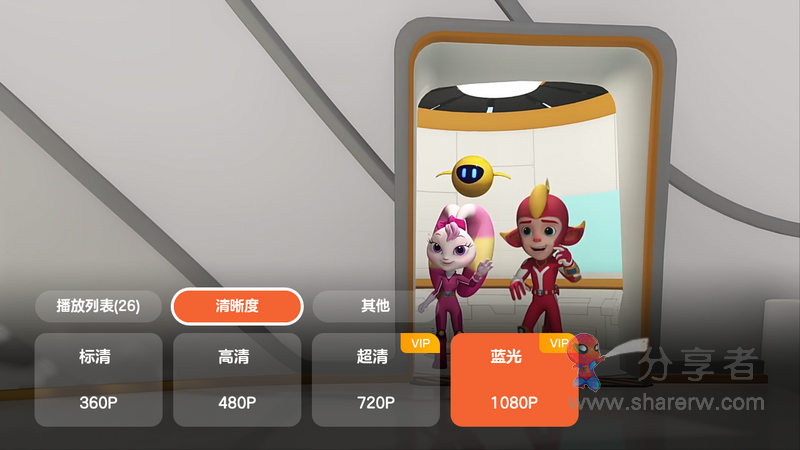 播放列表(26)
清晰度
其他
标清
高清
超清
VIP
蓝光
VIP
360P
480P
720P
1080P
分享者
www.sharerw.com